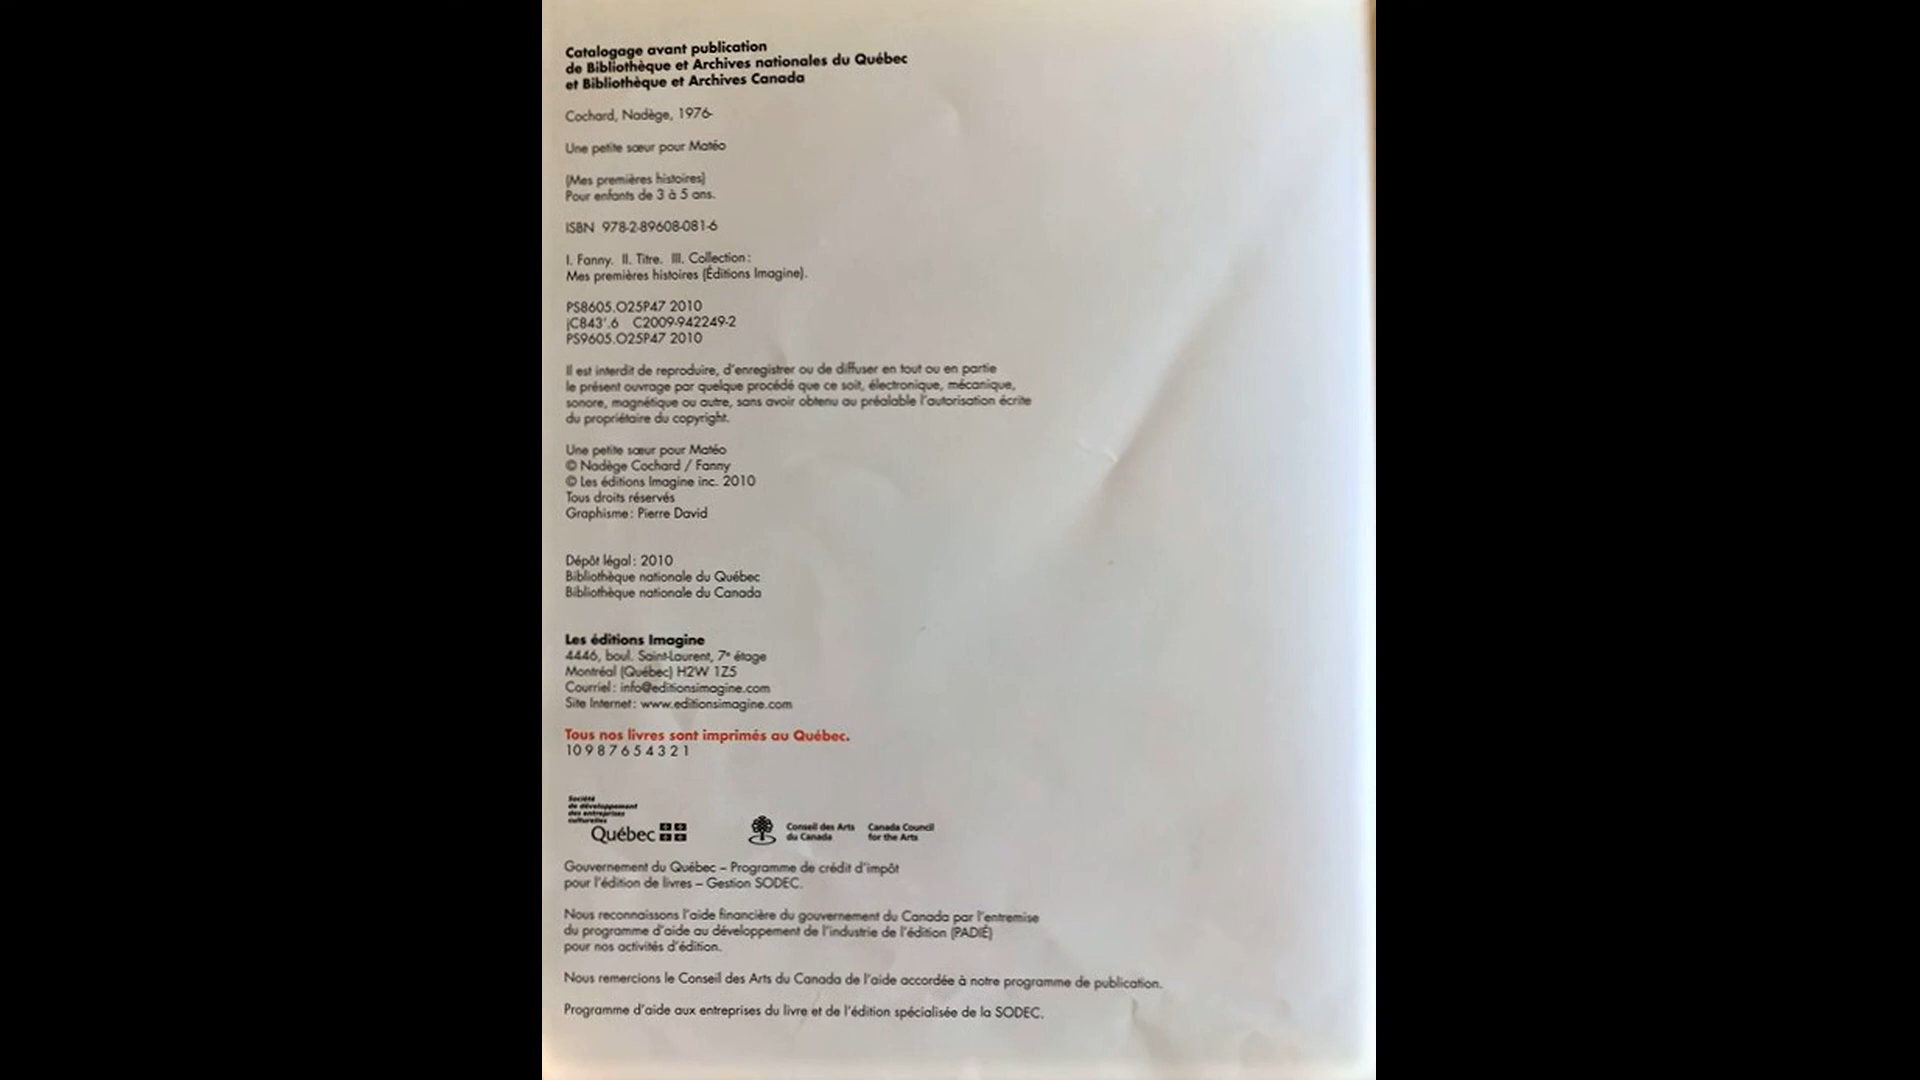 Catalogage avant publication
de Bibliothèque et Archives nationales du Québec
et Bibliothèque et Archives Canada
Cochard, Nadège, 1976-
Une petite sœur pour Matéo
(Mes premières histoires)
Pour enfants de 3 à 5 ans.
ISBN 978-2-89608-081-6
I. Fanny. II. Titre. III. Collection :
Mes premières histoires (Éditions Imagine).
PS8605.O25P47 2010
jC843'.6 C2009-942249-2
PS9605.O25P47 2010
Il est interdit de reproduire, d'enregistrer ou de diffuser en tout ou en partie
le présent ouvrage par quelque procédé que ce soit, électronique, mécanique,
sonore, magnétique ou autre, sans avoir obtenu au préalable l'autorisation écrite
du propriétaire du copyright.
Une petite sœur pour Matéo
© Nadège Cochard / Fanny
© Les éditions Imagine inc. 2010
Tous droits réservés
Graphisme : Pierre David
Dépôt légal : 2010
Bibliothèque nationale du Québec
Bibliothèque nationale du Canada
Les éditions Imagine
4446, boul. Saint-Laurent, 7e étage
Montréal (Québec) H2W 1Z5
Courriel : info@editionsimagine.com
Site Internet : www.editionsimagine.com
Tous nos livres sont imprimés au Québec.
10 9 8 7 6 5 4 3 2 1
Société
de développement
des entreprises
culturelles
Québec
Conseil des Arts Canada Council
du Canada for the Arts
Gouvernement du Québec – Programme de crédit d'impôt
pour l'édition de livres – Gestion SODEC.
Nous reconnaissons l'aide financière du gouvernement du Canada par l'entremise
du programme d'aide au développement de l'industrie de l'édition (PADIÉ)
pour nos activités d'édition.
Nous remercions le Conseil des Arts du Canada de l'aide accordée à notre programme de publication.
Programme d'aide aux entreprises du livre et de l'édition spécialisée de la SODEC.